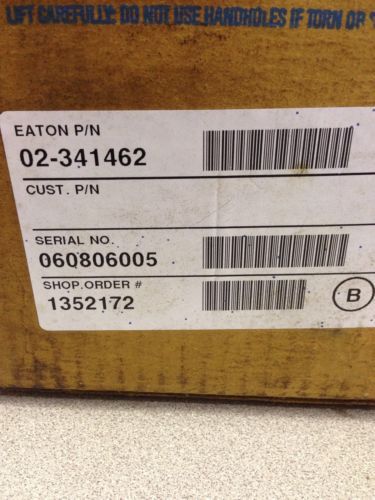 LIFT CAREFULLY: DO NOT USE HANDHOLES IF TORN OR
EATON P/N
02-341462
CUST. P/N
SERIAL NO.
060806005
SHOP.ORDER #
1352172
B